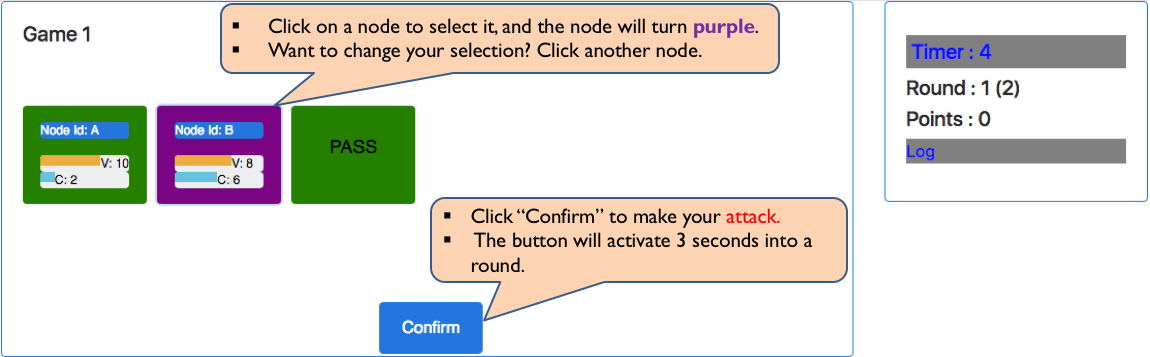 Game 1
▪ Click on a node to select it, and the node will turn purple.
▪ Want to change your selection? Click another node.
Timer : 4
Round : 1 (2)
Points : 0
Log
Node Id: A
V: 10
C: 2
Node Id: B
V: 8
C: 6
PASS
▪ Click “Confirm” to make your attack.
▪ The button will activate 3 seconds into a
round.
Confirm